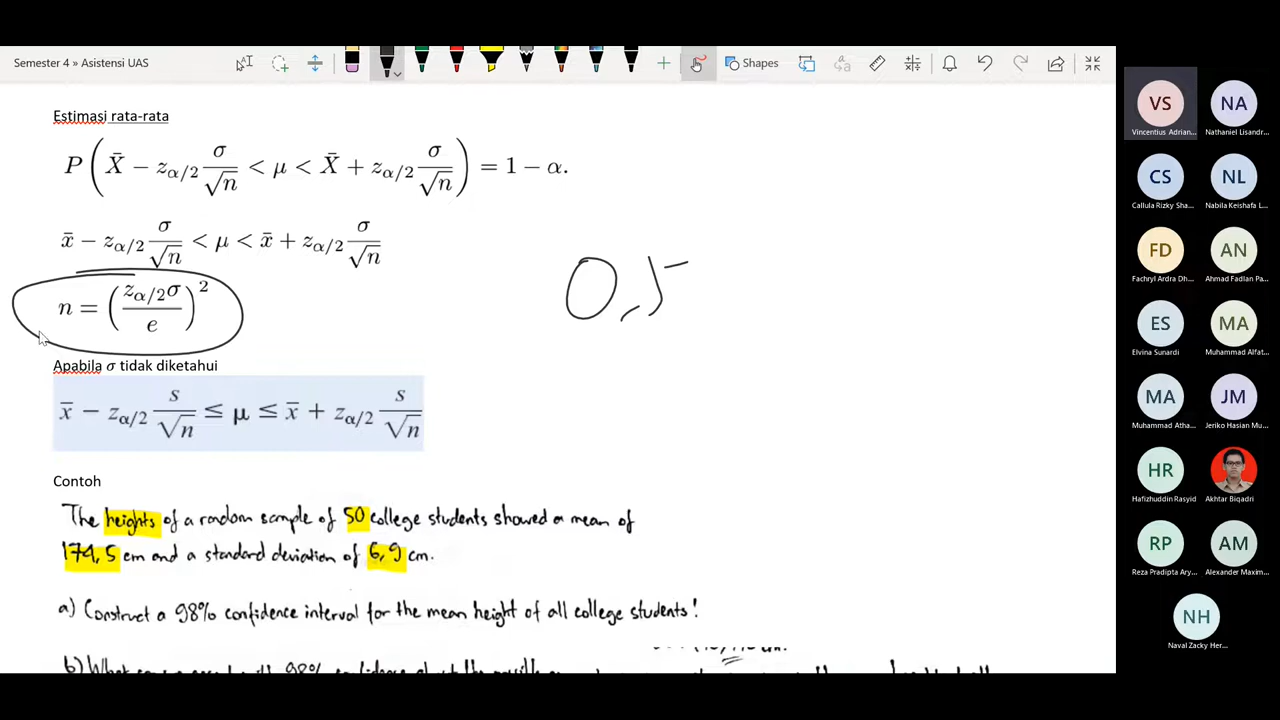 Semester 4 » Asistensi UAS
Shapes
Estimasi rata-rata
P(X̄ − z_{α/2} σ/√n < μ < X̄ + z_{α/2} σ/√n) = 1 − α.
x̄ − z_{α/2} σ/√n < μ < x̄ + z_{α/2} σ/√n
n = (z_{α/2}σ/e)²
0,5
Apabila σ tidak diketahui
x̄ − z_{α/2} s/√n ≤ μ ≤ x̄ + z_{α/2} s/√n
Contoh
The heights of a random sample of 50 college students showed a mean of
174,5 cm and a standard deviation of 6,9 cm.
a) Construct a 98% confidence interval for the mean height of all college students!
VS
Vincentius Adrian...
NA
Nathaniel Lisandr...
CS
Callula Rizky Sha...
NL
Nabila Keishafa L...
FD
Fachryl Ardra Dh...
AN
Ahmad Fadlan Pa...
ES
Elvina Sunardi
MA
Muhammad Alfat...
MA
Muhammad Atha...
JM
Jeriko Hasian Mu...
HR
Hafizhuddin Rasyid
Akhtar Biqadri
RP
Reza Pradipta Ary...
AM
Alexander Maxim...
NH
Naval Zacky Her...